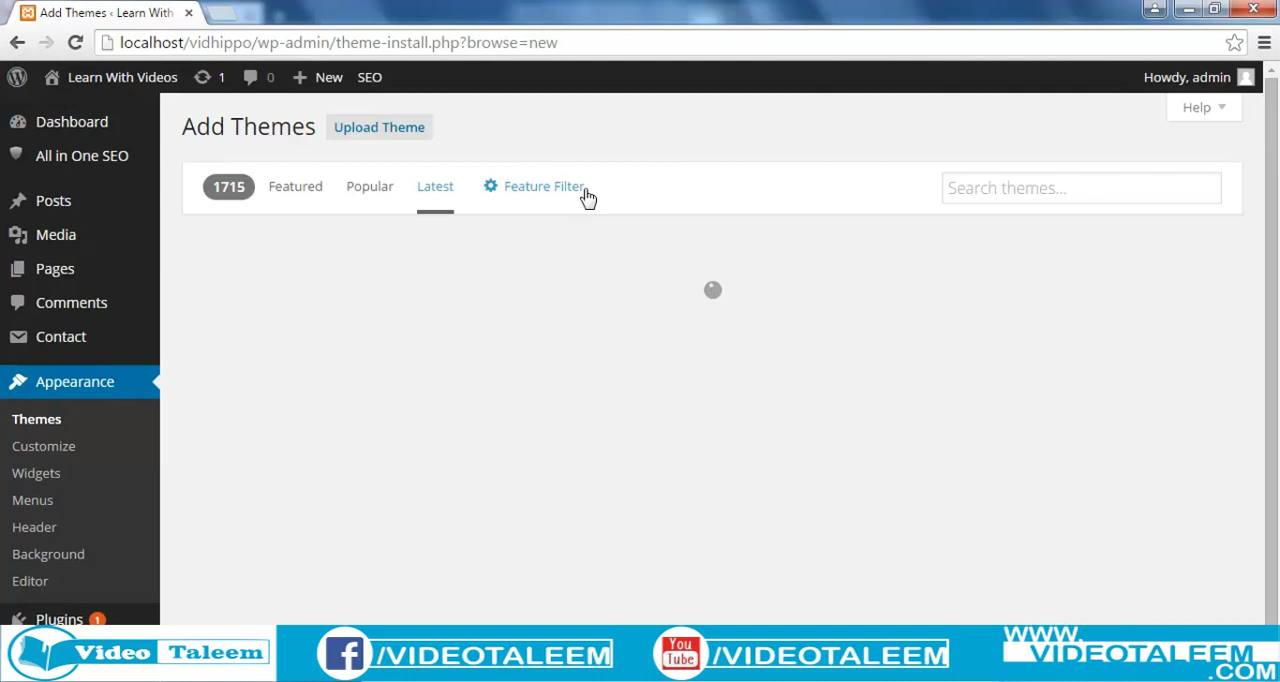 Add Themes ‹ Learn With
localhost/vidhippo/wp-admin/theme-install.php?browse=new
Learn With Videos 1 0 New SEO Howdy, admin
Help
Add Themes Upload Theme
1715 Featured Popular Latest Feature Filter Search themes...
Dashboard
All in One SEO
Posts
Media
Pages
Comments
Contact
Appearance
Themes
Customize
Widgets
Menus
Header
Background
Editor
Plugins 1
Video Taleem
/VIDEOTALEEM
You Tube /VIDEOTALEEM
WWW.
VIDEOTALEEM
.COM